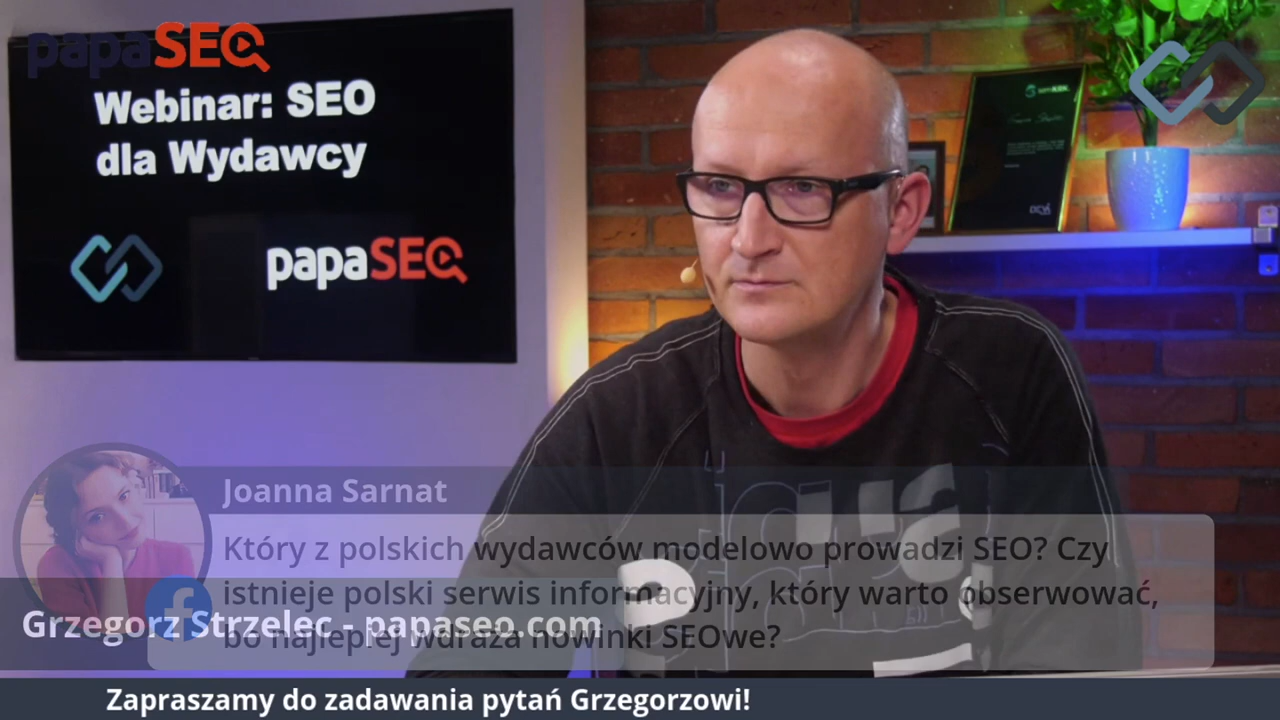 papaSEO
Webinar: SEO
dla Wydawcy
papaSEO
Joanna Sarnat
Który z polskich wydawców modelowo prowadzi SEO? Czy
istnieje polski serwis informacyjny, który warto obserwować,
bo najlepiej wdraża nowinki SEOwe?
Grzegorz Strzelec - papaseo.com
Zapraszamy do zadawania pytań Grzegorzowi!